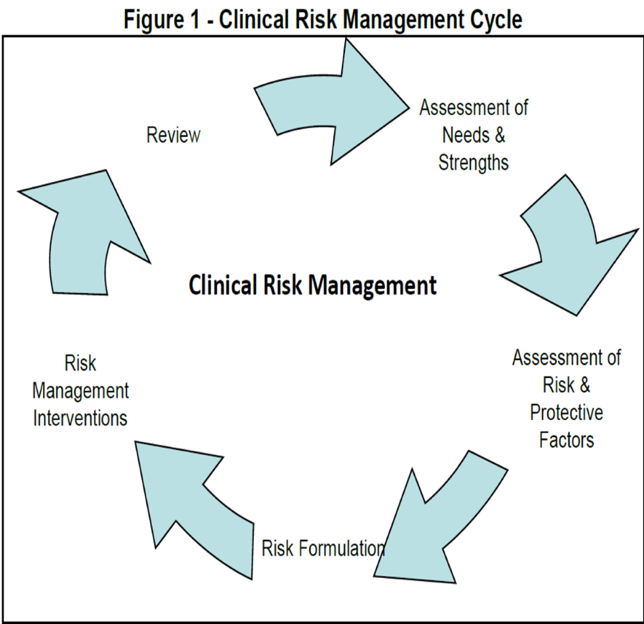 Figure 1 - Clinical Risk Management Cycle
Review
Assessment of
Needs &
Strengths
Clinical Risk Management
Assessment of
Risk &
Protective
Factors
Risk Formulation
Risk
Management
Interventions